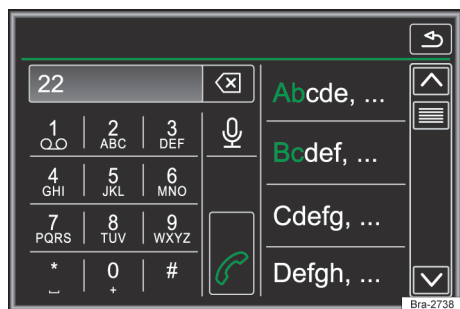 22
Abcde, ...
1
2 ABC
3 DEF
Bcdef, ...
4 GHI
5 JKL
6 MNO
7 PQRS
8 TUV
9 WXYZ
Cdefg, ...
*
0 +
#
Defgh, ...
Bra-2738